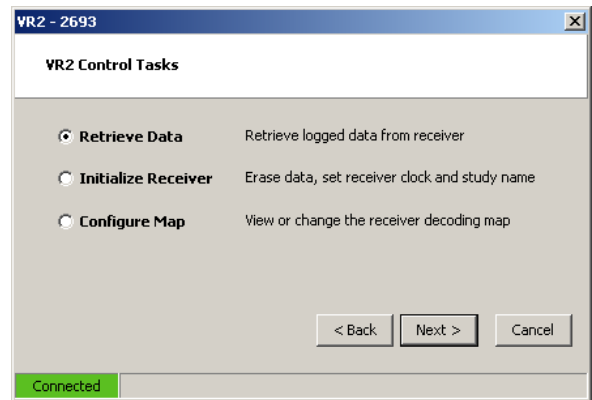 VR2 - 2693
VR2 Control Tasks
Retrieve Data Retrieve logged data from receiver
Initialize Receiver Erase data, set receiver clock and study name
Configure Map View or change the receiver decoding map
< Back Next > Cancel
Connected